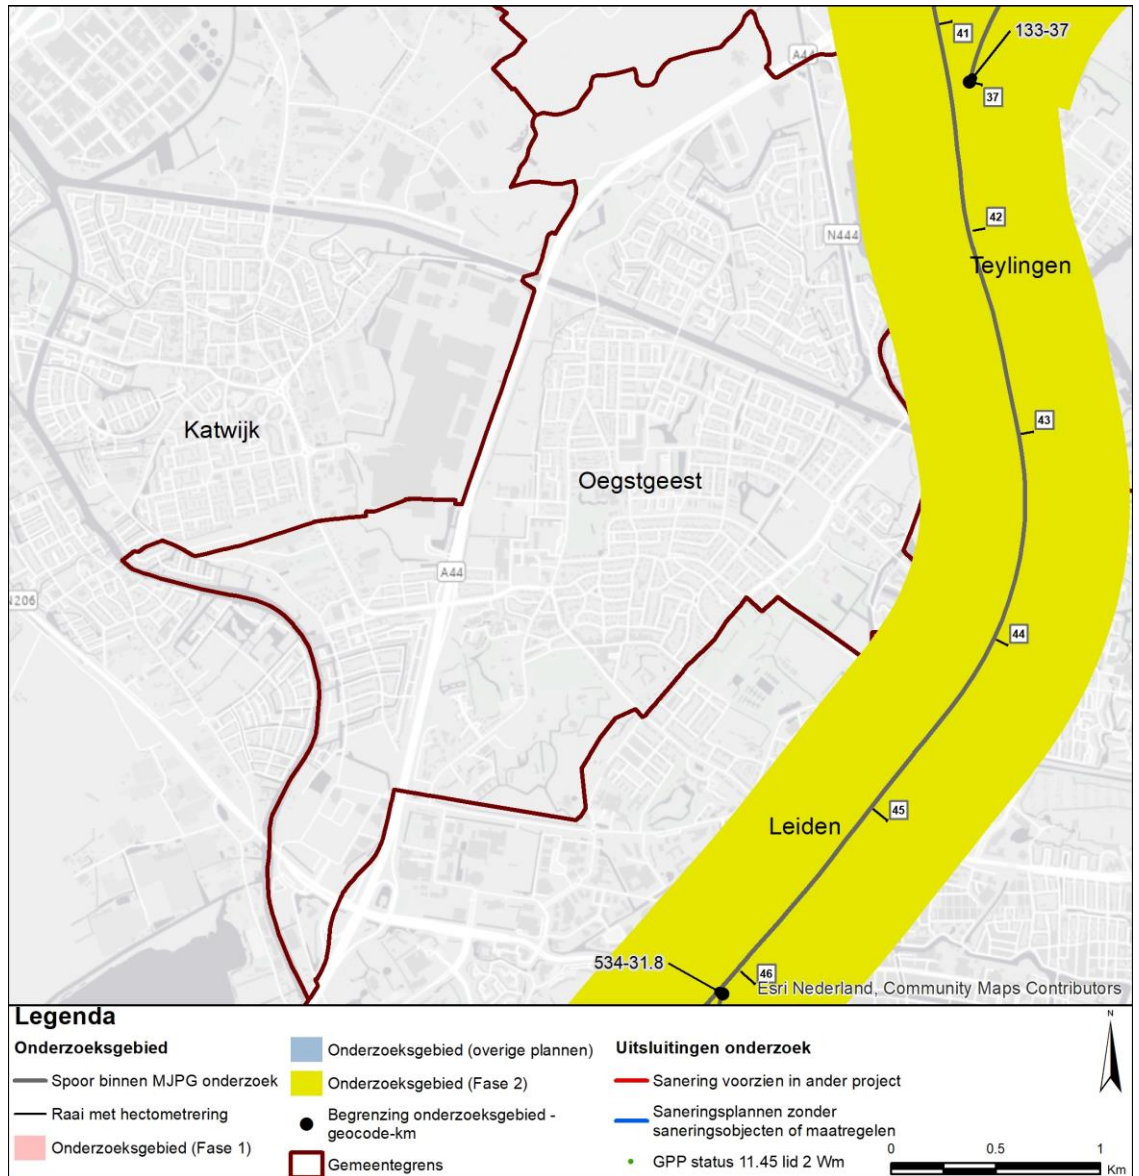 41
133-37
A44
37
42
N444
Teylingen
43
Katwijk
Oegstgeest
A44
N206
44
45
Leiden
534-31.8
46
Esri Nederland, Community Maps Contributors
Legenda
Onderzoeksgebied
Spoor binnen MJPG onderzoek
Raai met hectometrering
Onderzoeksgebied (Fase 1)
Onderzoeksgebied (overige plannen)
Onderzoeksgebied (Fase 2)
Begrenzing onderzoeksgebied -
geocode-km
Gemeentegrens
Uitsluitingen onderzoek
Sanering voorzien in ander project
Saneringsplannen zonder
saneringsobjecten of maatregelen
GPP status 11.45 lid 2 Wm
N
0 0.5 1
Km